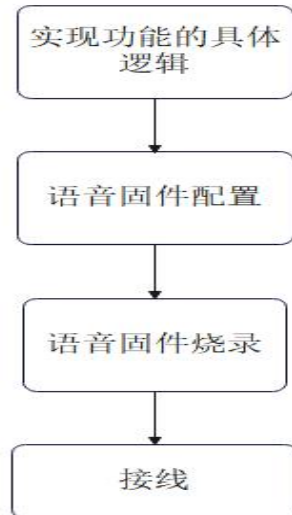 实现功能的具体
逻辑
语音固件配置
语音固件烧录
接线